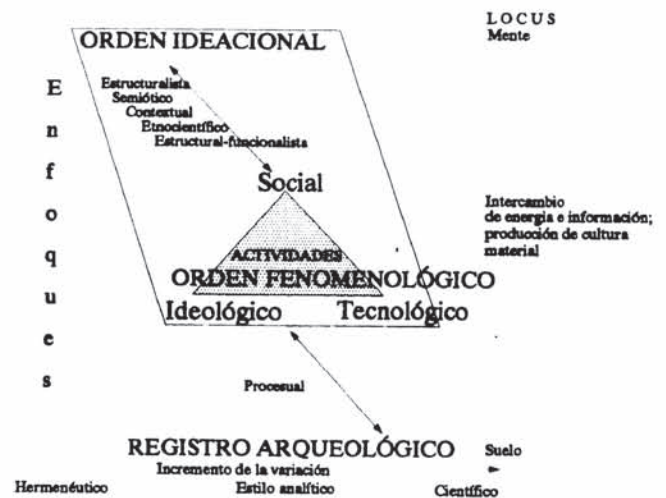 LOCUS
Mente
ORDEN IDEACIONAL
Enfoques
Estructuralista
Semiótico
Contextual
Etnocientífico
Estructural-funcionalista
Social
Intercambio
de energía e información;
producción de cultura
material
ACTIVIDADES
ORDEN FENOMENOLÓGICO
Ideológico Tecnológico
Procesual
REGISTRO ARQUEOLÓGICO Suelo
Incremento de la variación
Hermenéutico Estilo analítico Científico